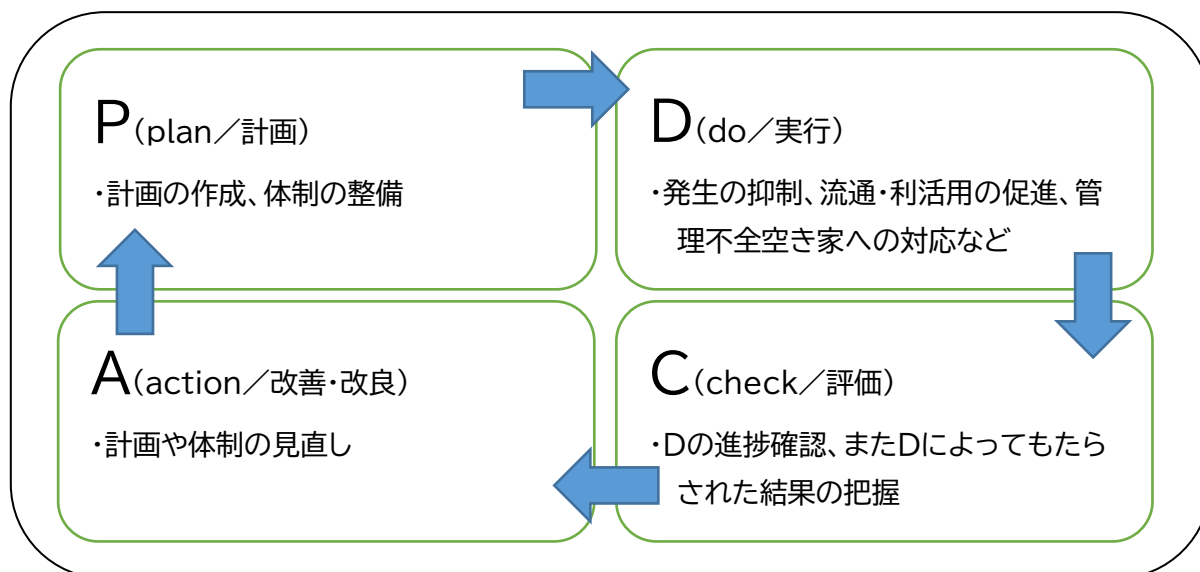 P(plan／計画)
・計画の作成、体制の整備
D(do／実行)
・発生の抑制、流通・利活用の促進、管
理不全空き家への対応など
A(action／改善・改良)
・計画や体制の見直し
C(check／評価)
・Dの進捗確認、またDによってもたら
された結果の把握